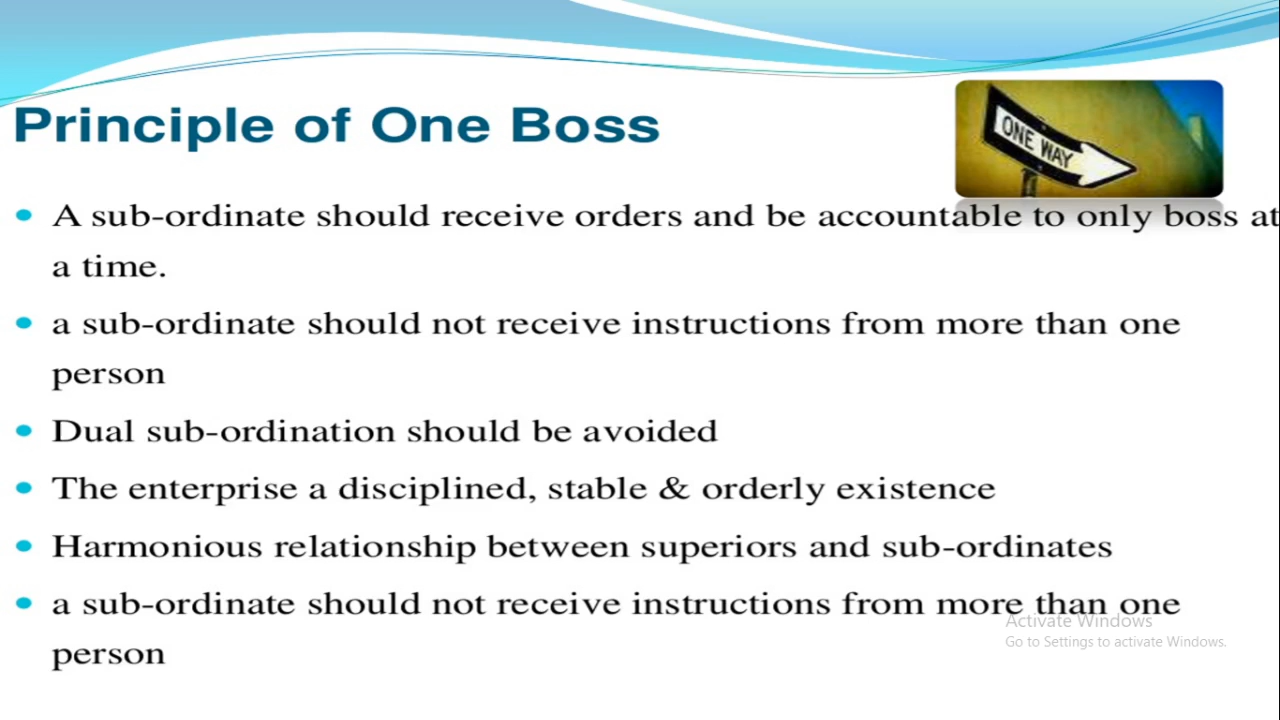 Principle of One Boss
ONE WAY
• A sub-ordinate should receive orders and be accountable to only boss at
a time.
• a sub-ordinate should not receive instructions from more than one
person
• Dual sub-ordination should be avoided
• The enterprise a disciplined, stable & orderly existence
• Harmonious relationship between superiors and sub-ordinates
• a sub-ordinate should not receive instructions from more than one
person
Activate Windows
Go to Settings to activate Windows.